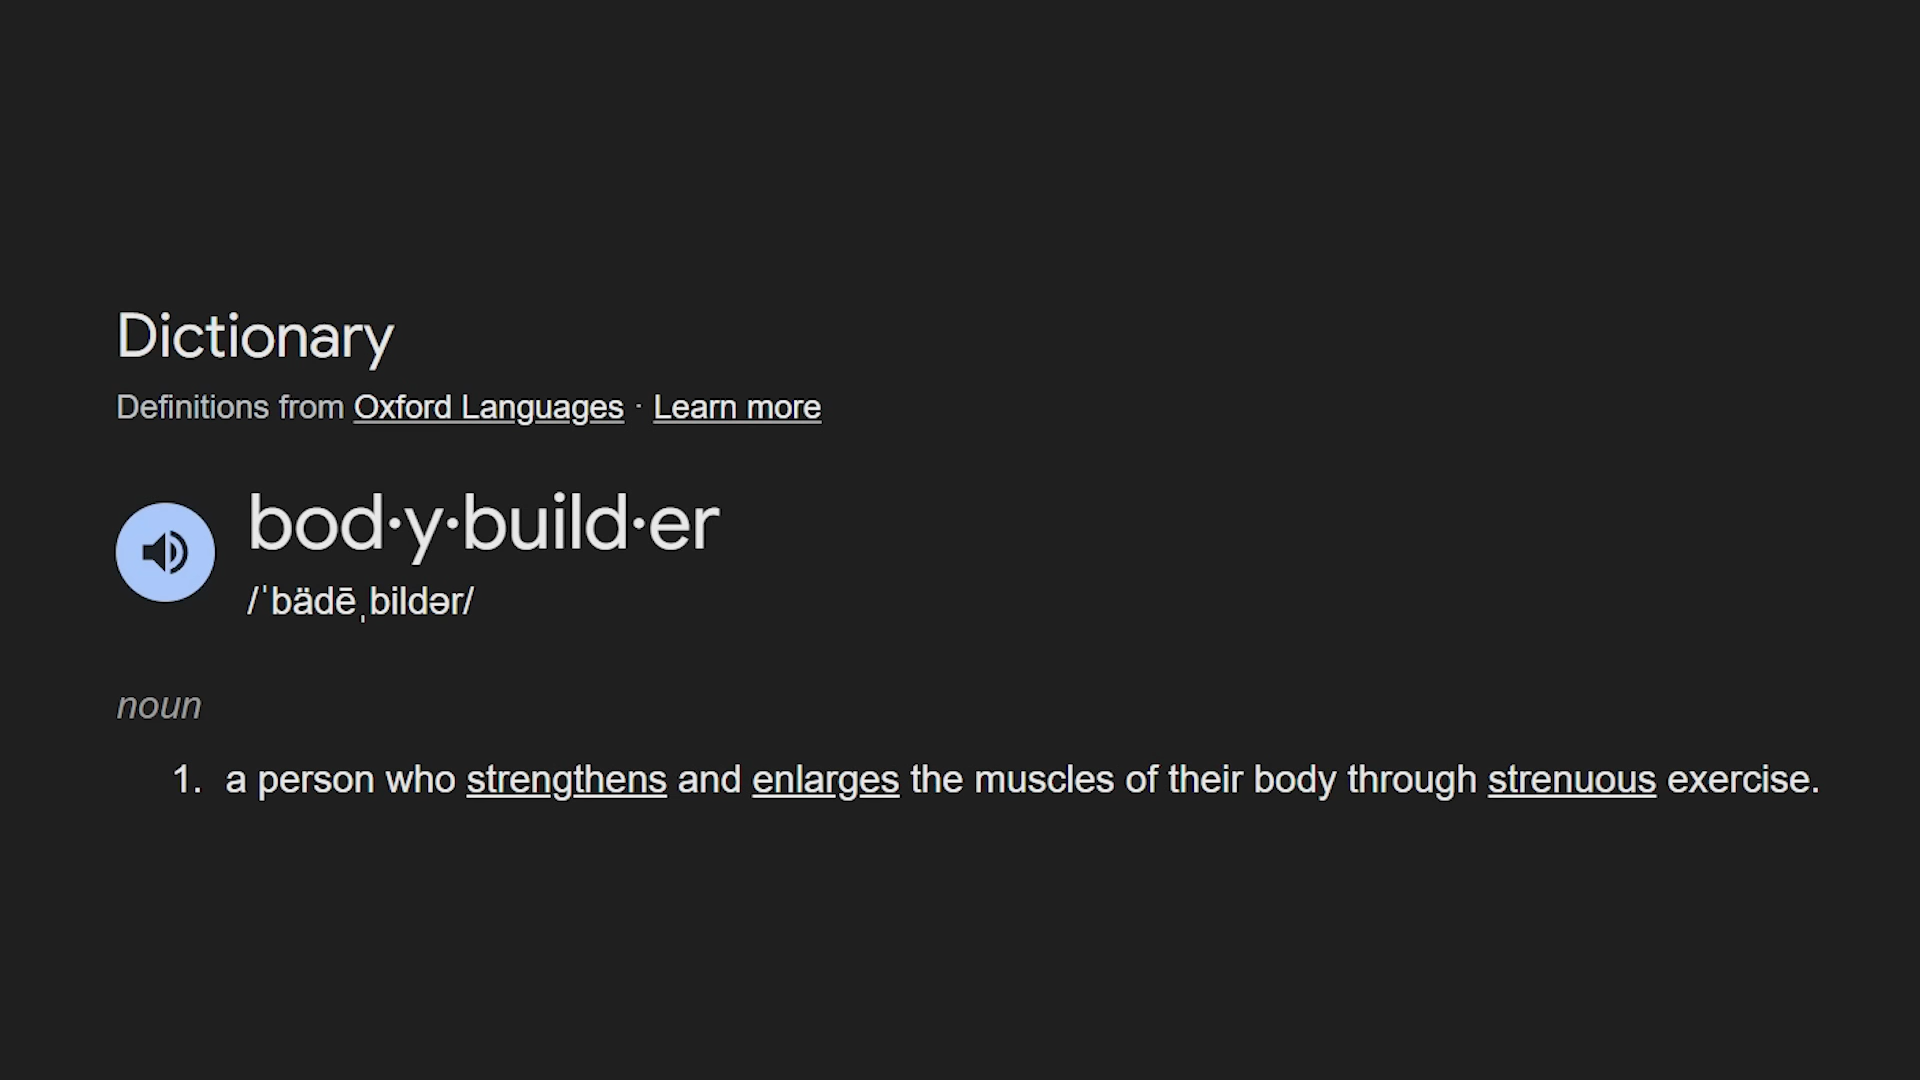 Dictionary
Definitions from Oxford Languages · Learn more
bod·y·build·er
/ˈbädēˌbildər/
noun
1. a person who strengthens and enlarges the muscles of their body through strenuous exercise.